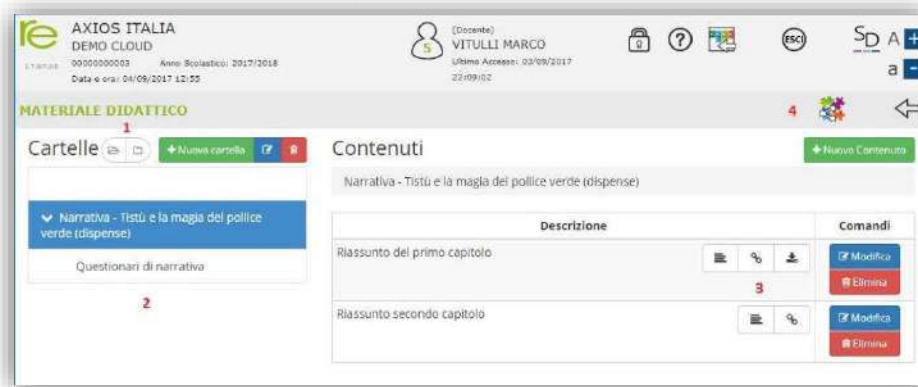 re
AXIOS ITALIA
DEMO CLOUD
00000000003 Anno Scolastico: 2017/2018
Data e ora: 04/09/2017 12:55
S
(Docente)
VITULLI MARCO
Ultimo Accesso: 03/09/2017
22:09:02
?
ESCI
SD A +
a -
MATERIALE DIDATTICO
4
1
Cartelle
+Nuova cartella
Contenuti
+Nuovo Contenuto
Narrativa - Tistù e la magia del pollice verde (dispense)
Narrativa - Tistù e la magia del pollice
verde (dispense)
Questionari di narrativa
2
Descrizione Comandi
Riassunto del primo capitolo
Modifica
3
Elimina
Riassunto secondo capitolo
Modifica
Elimina